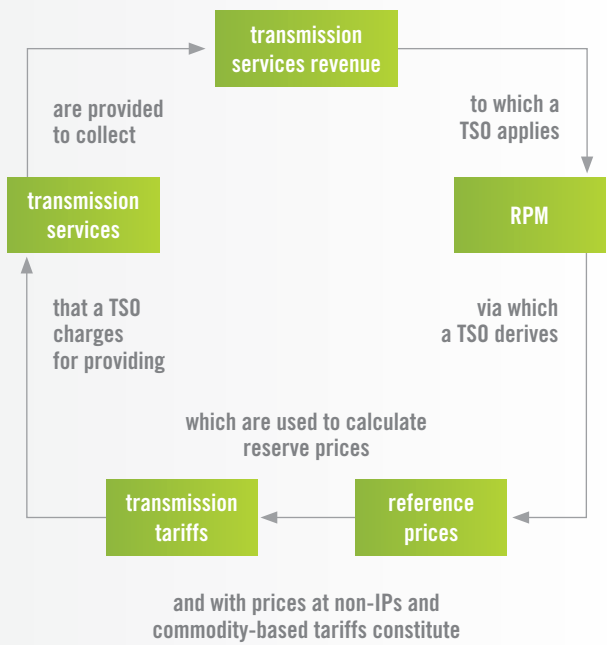 transmission
services revenue
are provided
to collect
to which a
TSO applies
transmission
services
RPM
that a TSO
charges
for providing
via which
a TSO derives
which are used to calculate
reserve prices
transmission
tariffs
reference
prices
and with prices at non-IPs and
commodity-based tariffs constitute